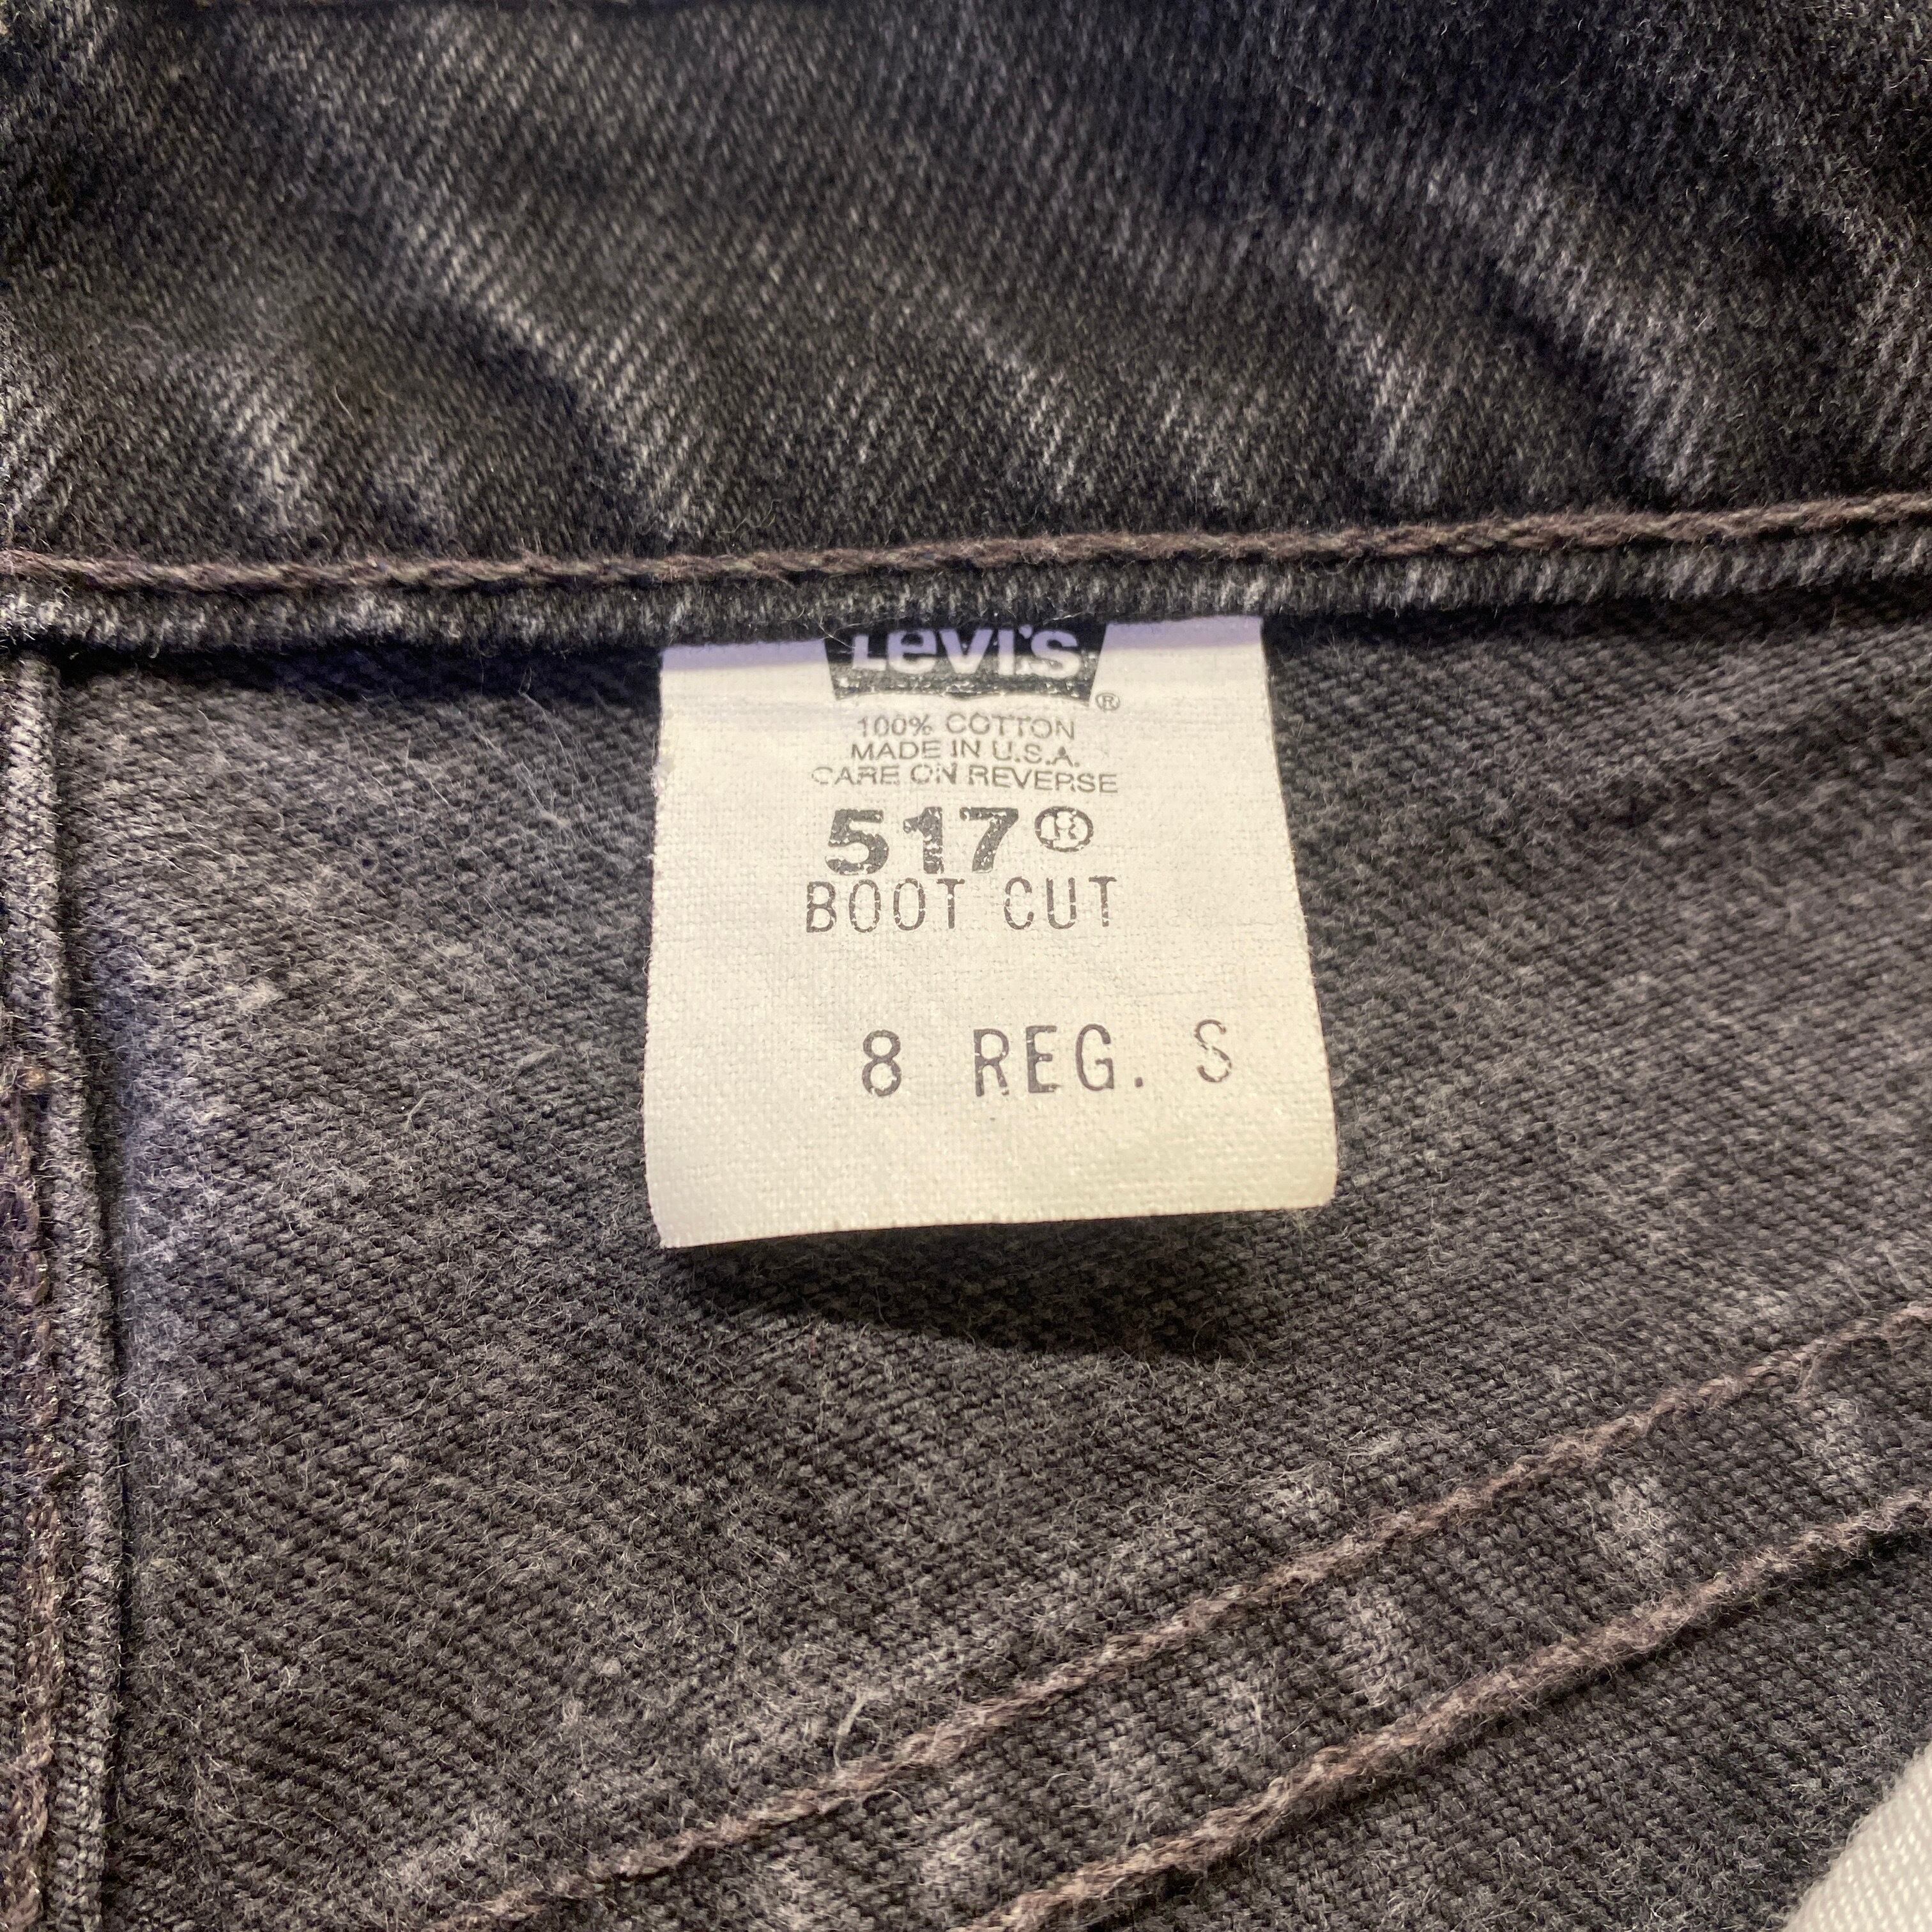 Levi's ®
100% COTTON
MADE IN U.S.A.
CARE ON REVERSE
517®
BOOT CUT
8 REG. S